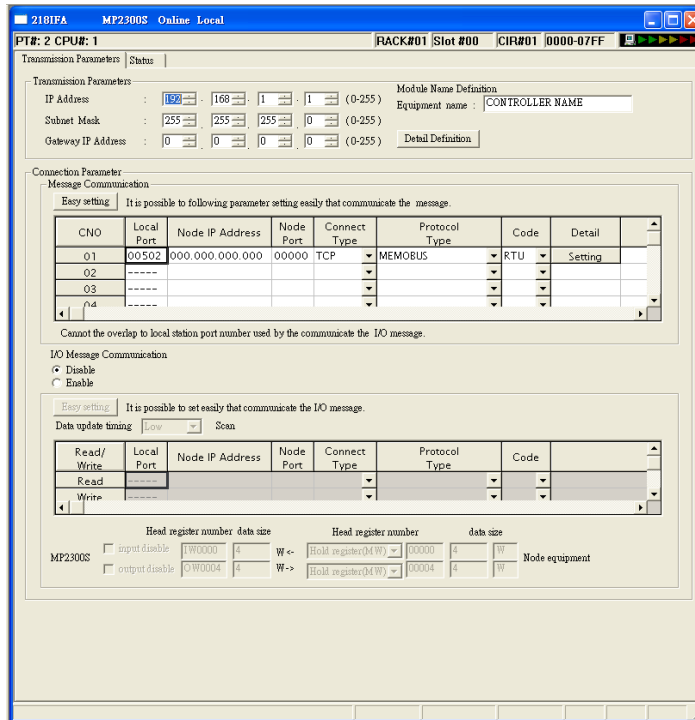 218IFA MP2300S Online Local
PT#: 2 CPU#: 1 RACK#01 Slot #00 CIR#01 0000-07FF
Transmission Parameters Status
Transmission Parameters
IP Address : 192 . 168 . 1 . 1 (0-255)
Subnet Mask : 255 . 255 . 255 . 0 (0-255)
Gateway IP Address : 0 . 0 . 0 . 0 (0-255)
Module Name Definition
Equipment name : CONTROLLER NAME
Detail Definition
Connection Parameter
Message Communication
Easy setting It is possible to following parameter setting easily that communicate the message.
CNO Local Port Node IP Address Node Port Connect Type Protocol Type Code Detail
01 00502 000.000.000.000 00000 TCP MEMOBUS RTU Setting
02 -----
03 -----
04 -----
Cannot the overlap to local station port number used by the communicate the I/O message.
I/O Message Communication
Disable
Enable
Easy setting It is possible to set easily that communicate the I/O message.
Data update timing Low Scan
Read/Write Local Port Node IP Address Node Port Connect Type Protocol Type Code
Read -----
Write -----
Head register number data size Head register number data size
MP2300S
input disable IW0000 4 W<- Hold register(MW) 00000 4 W
output disable OW0004 4 W-> Hold register(MW) 00004 4 W
Node equipment